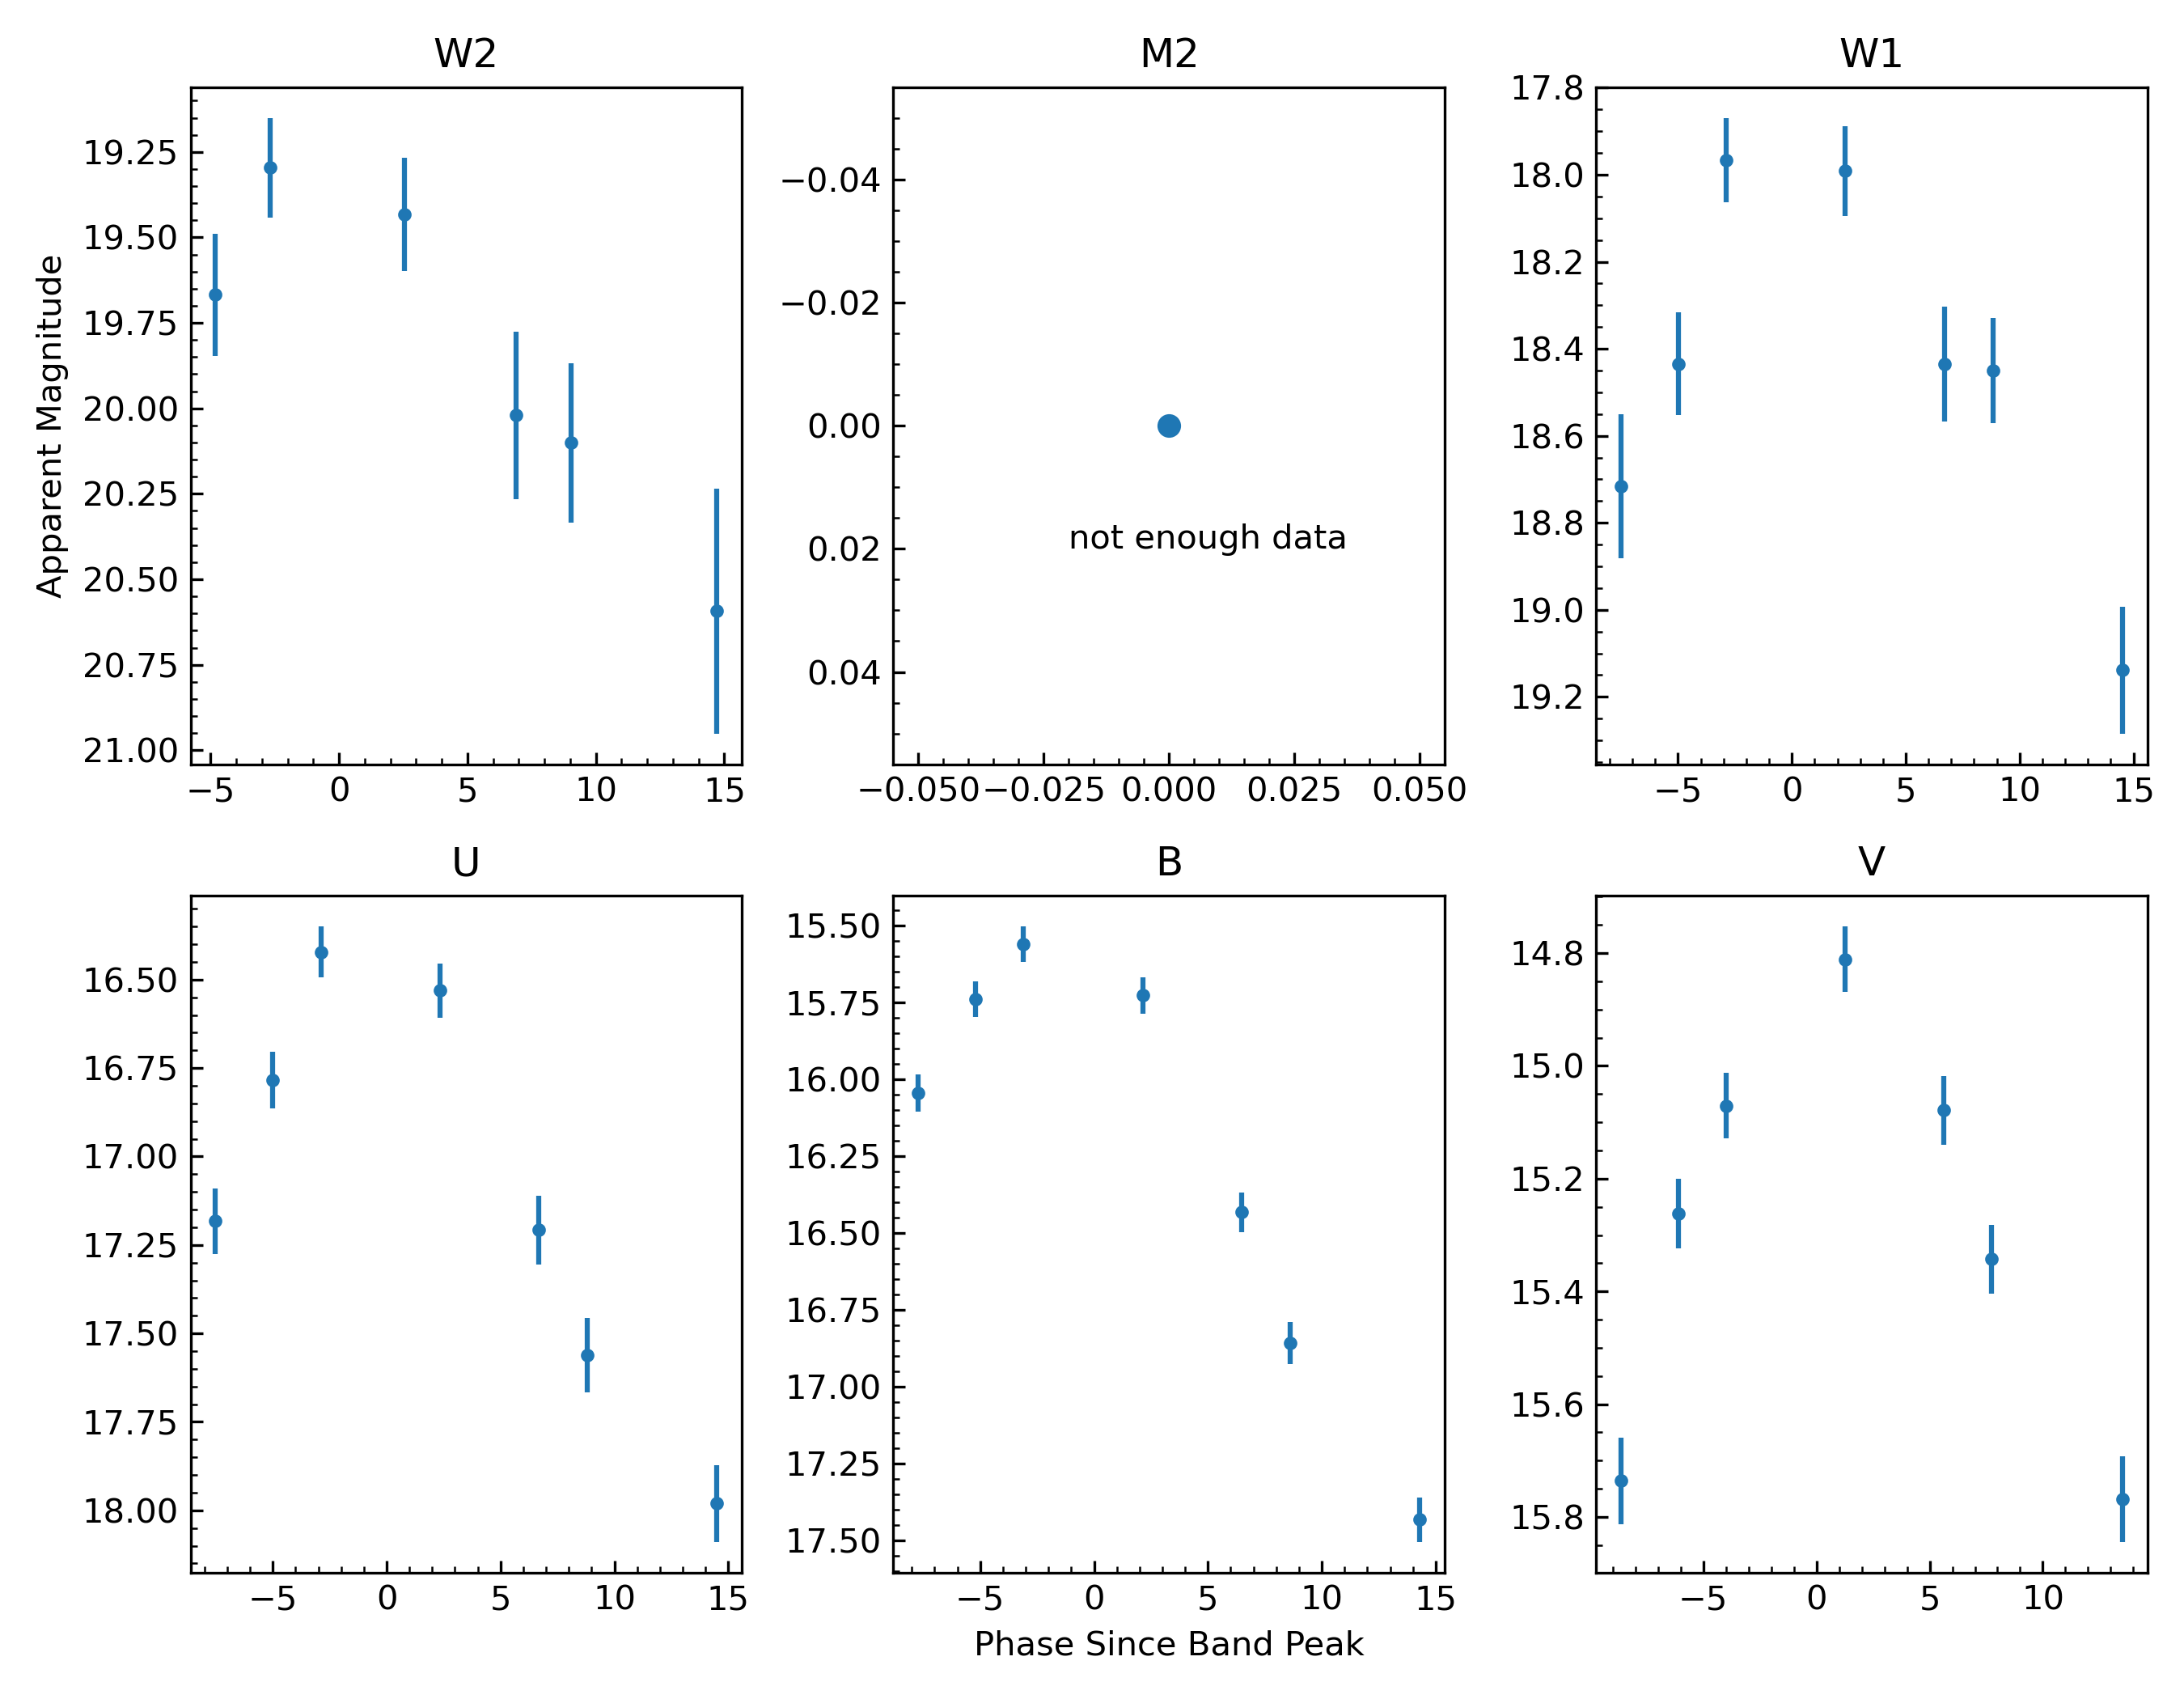 W2
M2
W1
Apparent Magnitude
19.25
19.50
19.75
20.00
20.25
20.50
20.75
21.00
−5 0 5 10 15
−0.04
−0.02
0.00
0.02
0.04
not enough data
−0.050 −0.025 0.000 0.025 0.050
17.8
18.0
18.2
18.4
18.6
18.8
19.0
19.2
−5 0 5 10 15
U
B
V
16.50
16.75
17.00
17.25
17.50
17.75
18.00
−5 0 5 10 15
15.50
15.75
16.00
16.25
16.50
16.75
17.00
17.25
17.50
−5 0 5 10 15
14.8
15.0
15.2
15.4
15.6
15.8
−5 0 5 10
Phase Since Band Peak